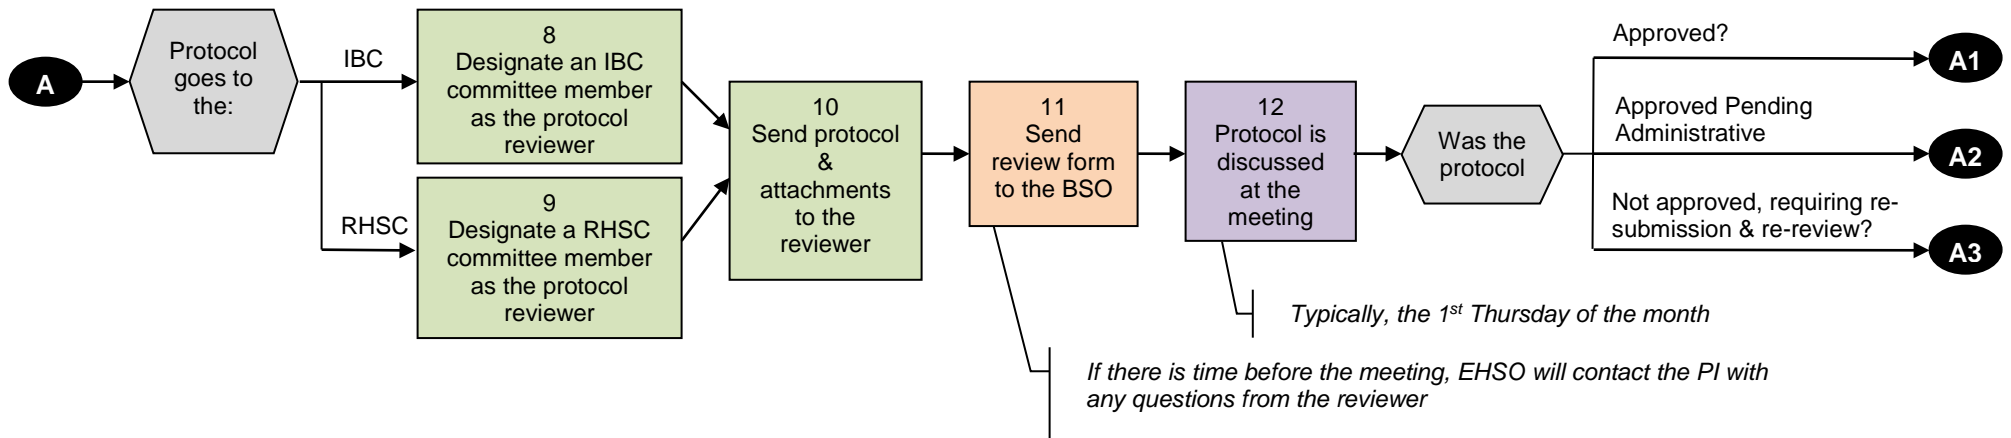 A
Protocol
goes to
the:
IBC
RHSC
8
Designate an IBC
committee member
as the protocol
reviewer
9
Designate a RHSC
committee member
as the protocol
reviewer
10
Send protocol
&
attachments
to the
reviewer
11
Send
review form
to the BSO
12
Protocol is
discussed
at the
meeting
Was the
protocol
Approved?
A1
Approved Pending
Administrative
A2
Not approved, requiring re-
submission & re-review?
A3
Typically, the 1st Thursday of the month
If there is time before the meeting, EHSO will contact the PI with
any questions from the reviewer